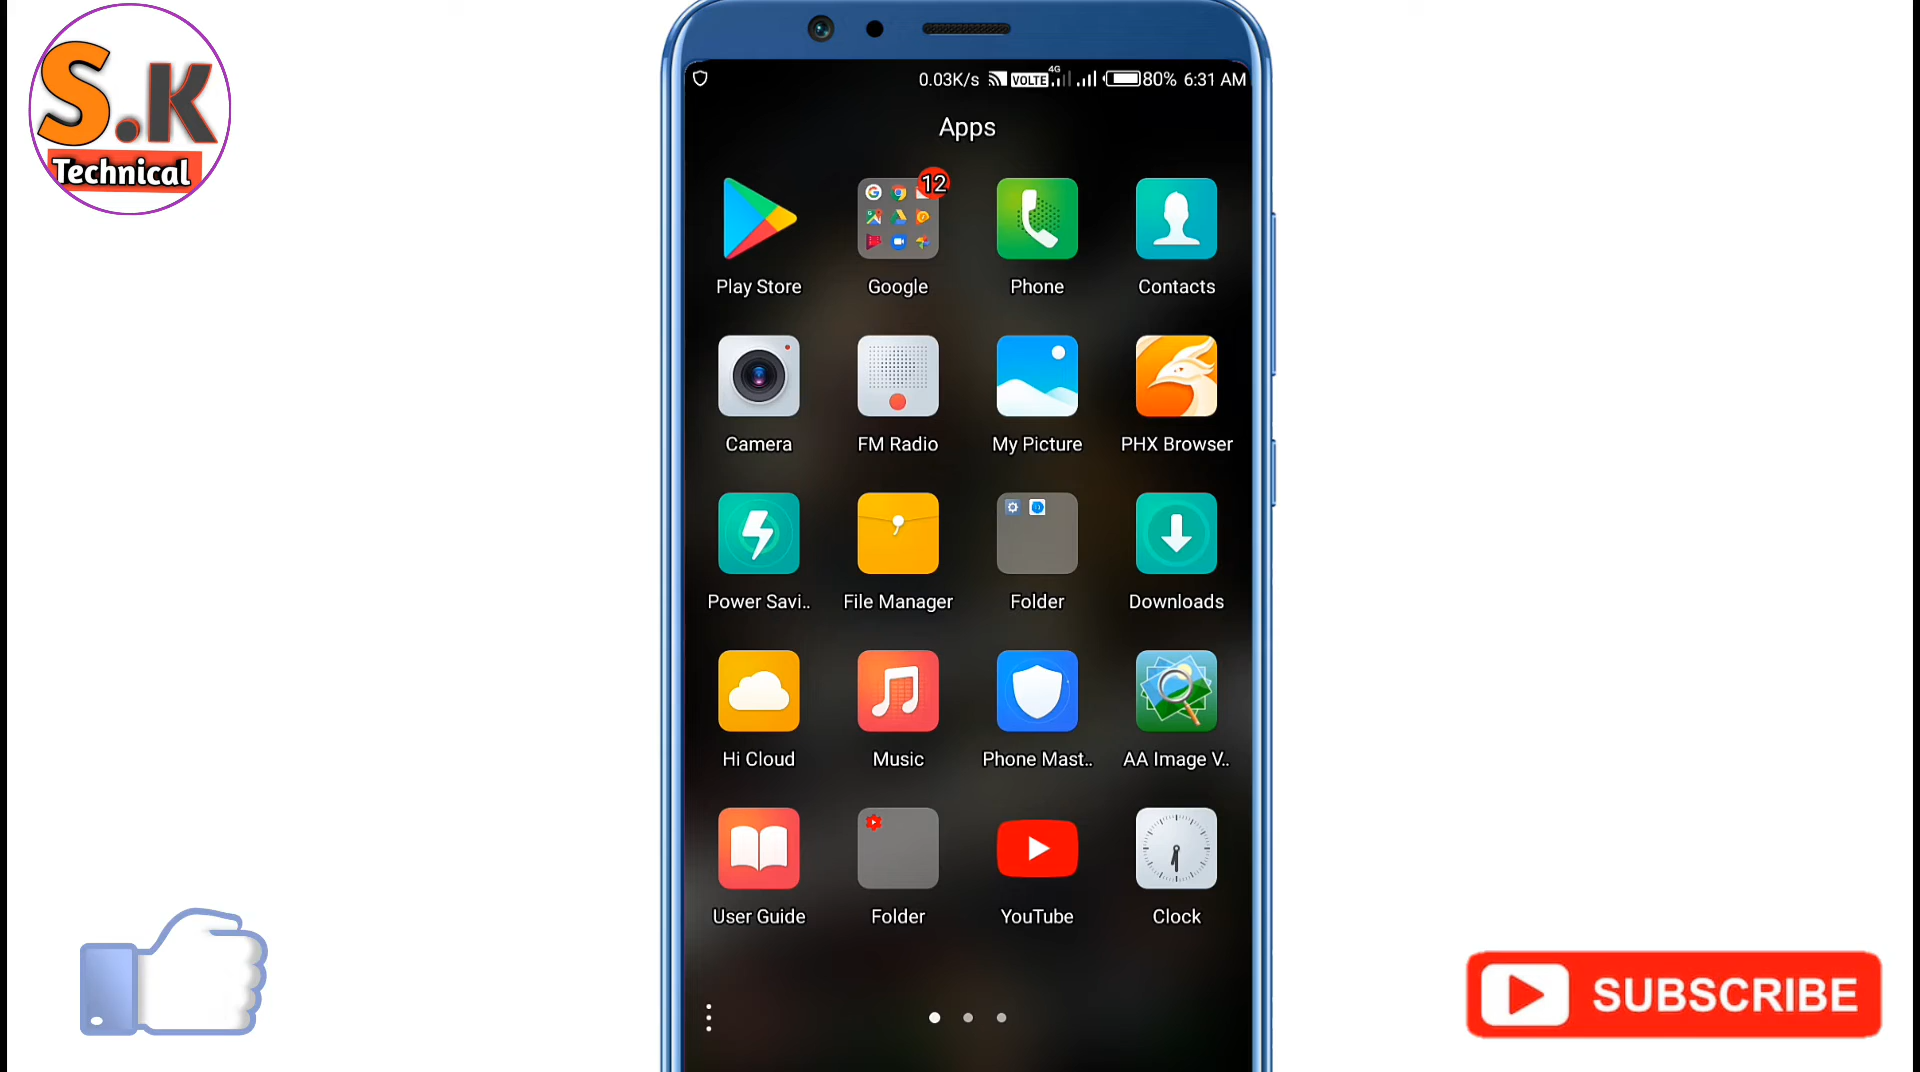 S.K
Technical
0.03K/s VOLTE 4G 80% 6:31 AM
Apps
12
Play Store Google Phone Contacts
Camera FM Radio My Picture PHX Browser
Power Savi.. File Manager Folder Downloads
Hi Cloud Music Phone Mast.. AA Image V..
User Guide Folder YouTube Clock
SUBSCRIBE